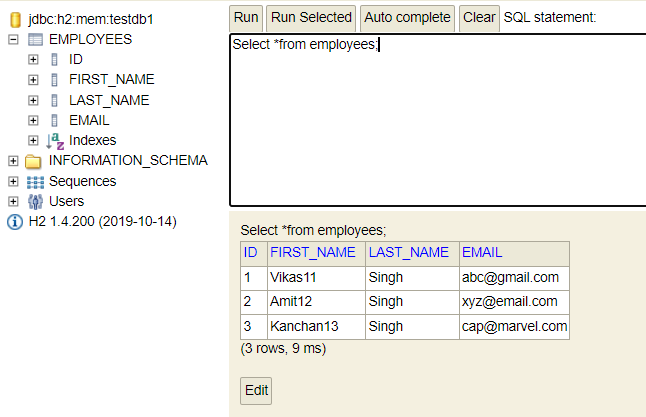 jdbc:h2:mem:testdb1
EMPLOYEES
ID
FIRST_NAME
LAST_NAME
EMAIL
Indexes
INFORMATION_SCHEMA
Sequences
Users
H2 1.4.200 (2019-10-14)
Run Run Selected Auto complete Clear SQL statement:
Select *from employees;
Select *from employees;
ID FIRST_NAME LAST_NAME EMAIL
1 Vikas11 Singh abc@gmail.com
2 Amit12 Singh xyz@email.com
3 Kanchan13 Singh cap@marvel.com
(3 rows, 9 ms)
Edit